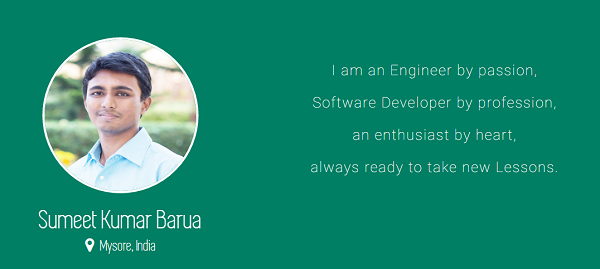 I am an Engineer by passion,
Software Developer by profession,
an enthusiast by heart,
always ready to take new Lessons.
Sumeet Kumar Barua
Mysore, India